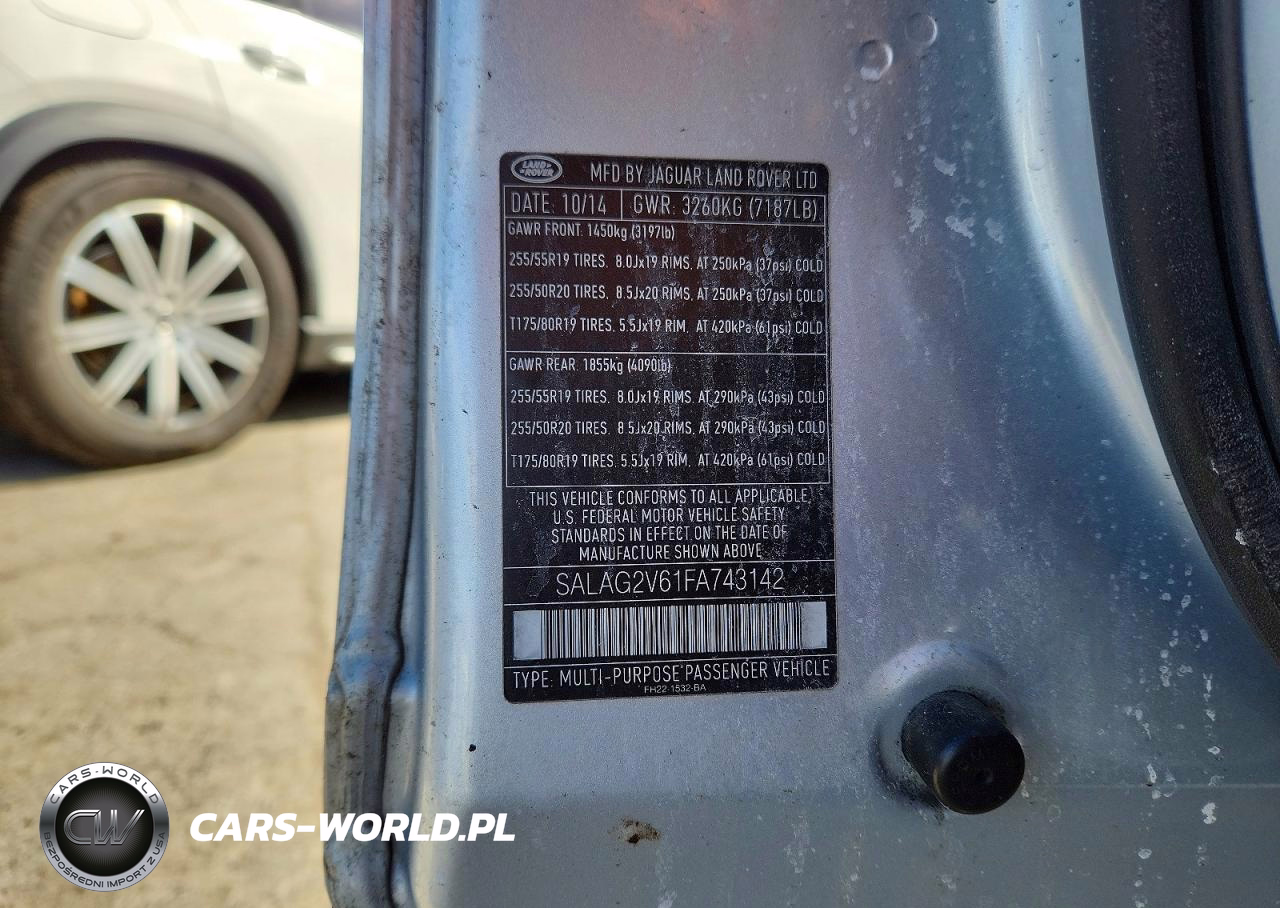 LAND ROVER
MFD BY JAGUAR LAND ROVER LTD
DATE: 10/14 GWR: 3260KG (7187LB)
GAWR FRONT. 1450kg (3197lb)
255/55R19 TIRES. 8.0Jx19 RIMS. AT 250kPa (37psi) COLD
255/50R20 TIRES. 8.5Jx20 RIMS. AT 250kPa (37psi) COLD
T175/80R19 TIRES. 5.5Jx19 RIM. AT 420kPa (61psi) COLD
GAWR REAR. 1855kg (4090lb)
255/55R19 TIRES. 8.0Jx19 RIMS. AT 290kPa (43psi) COLD
255/50R20 TIRES. 8.5Jx20 RIMS. AT 290kPa (43psi) COLD
T175/80R19 TIRES. 5.5Jx19 RIM. AT 420kPa (61psi) COLD
THIS VEHICLE CONFORMS TO ALL APPLICABLE
U.S. FEDERAL MOTOR VEHICLE SAFETY
STANDARDS IN EFFECT ON THE DATE OF
MANUFACTURE SHOWN ABOVE
SALAG2V61FA743142
TYPE: MULTI-PURPOSE PASSENGER VEHICLE
FH22-1532-BA
CARS-WORLD
CW
BEZPOŚREDNI IMPORT Z USA
CARS-WORLD.PL